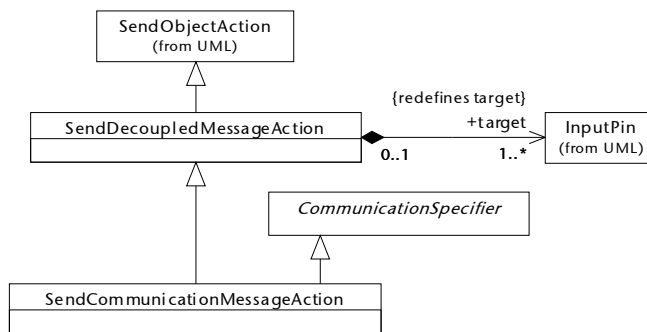 SendObjectAction
(from UML)
{redefines target}
SendDecoupledMessageAction
+target
InputPin
0..1
1..*
(from UML)
CommunicationSpecifier
SendCommunicationMessageAction